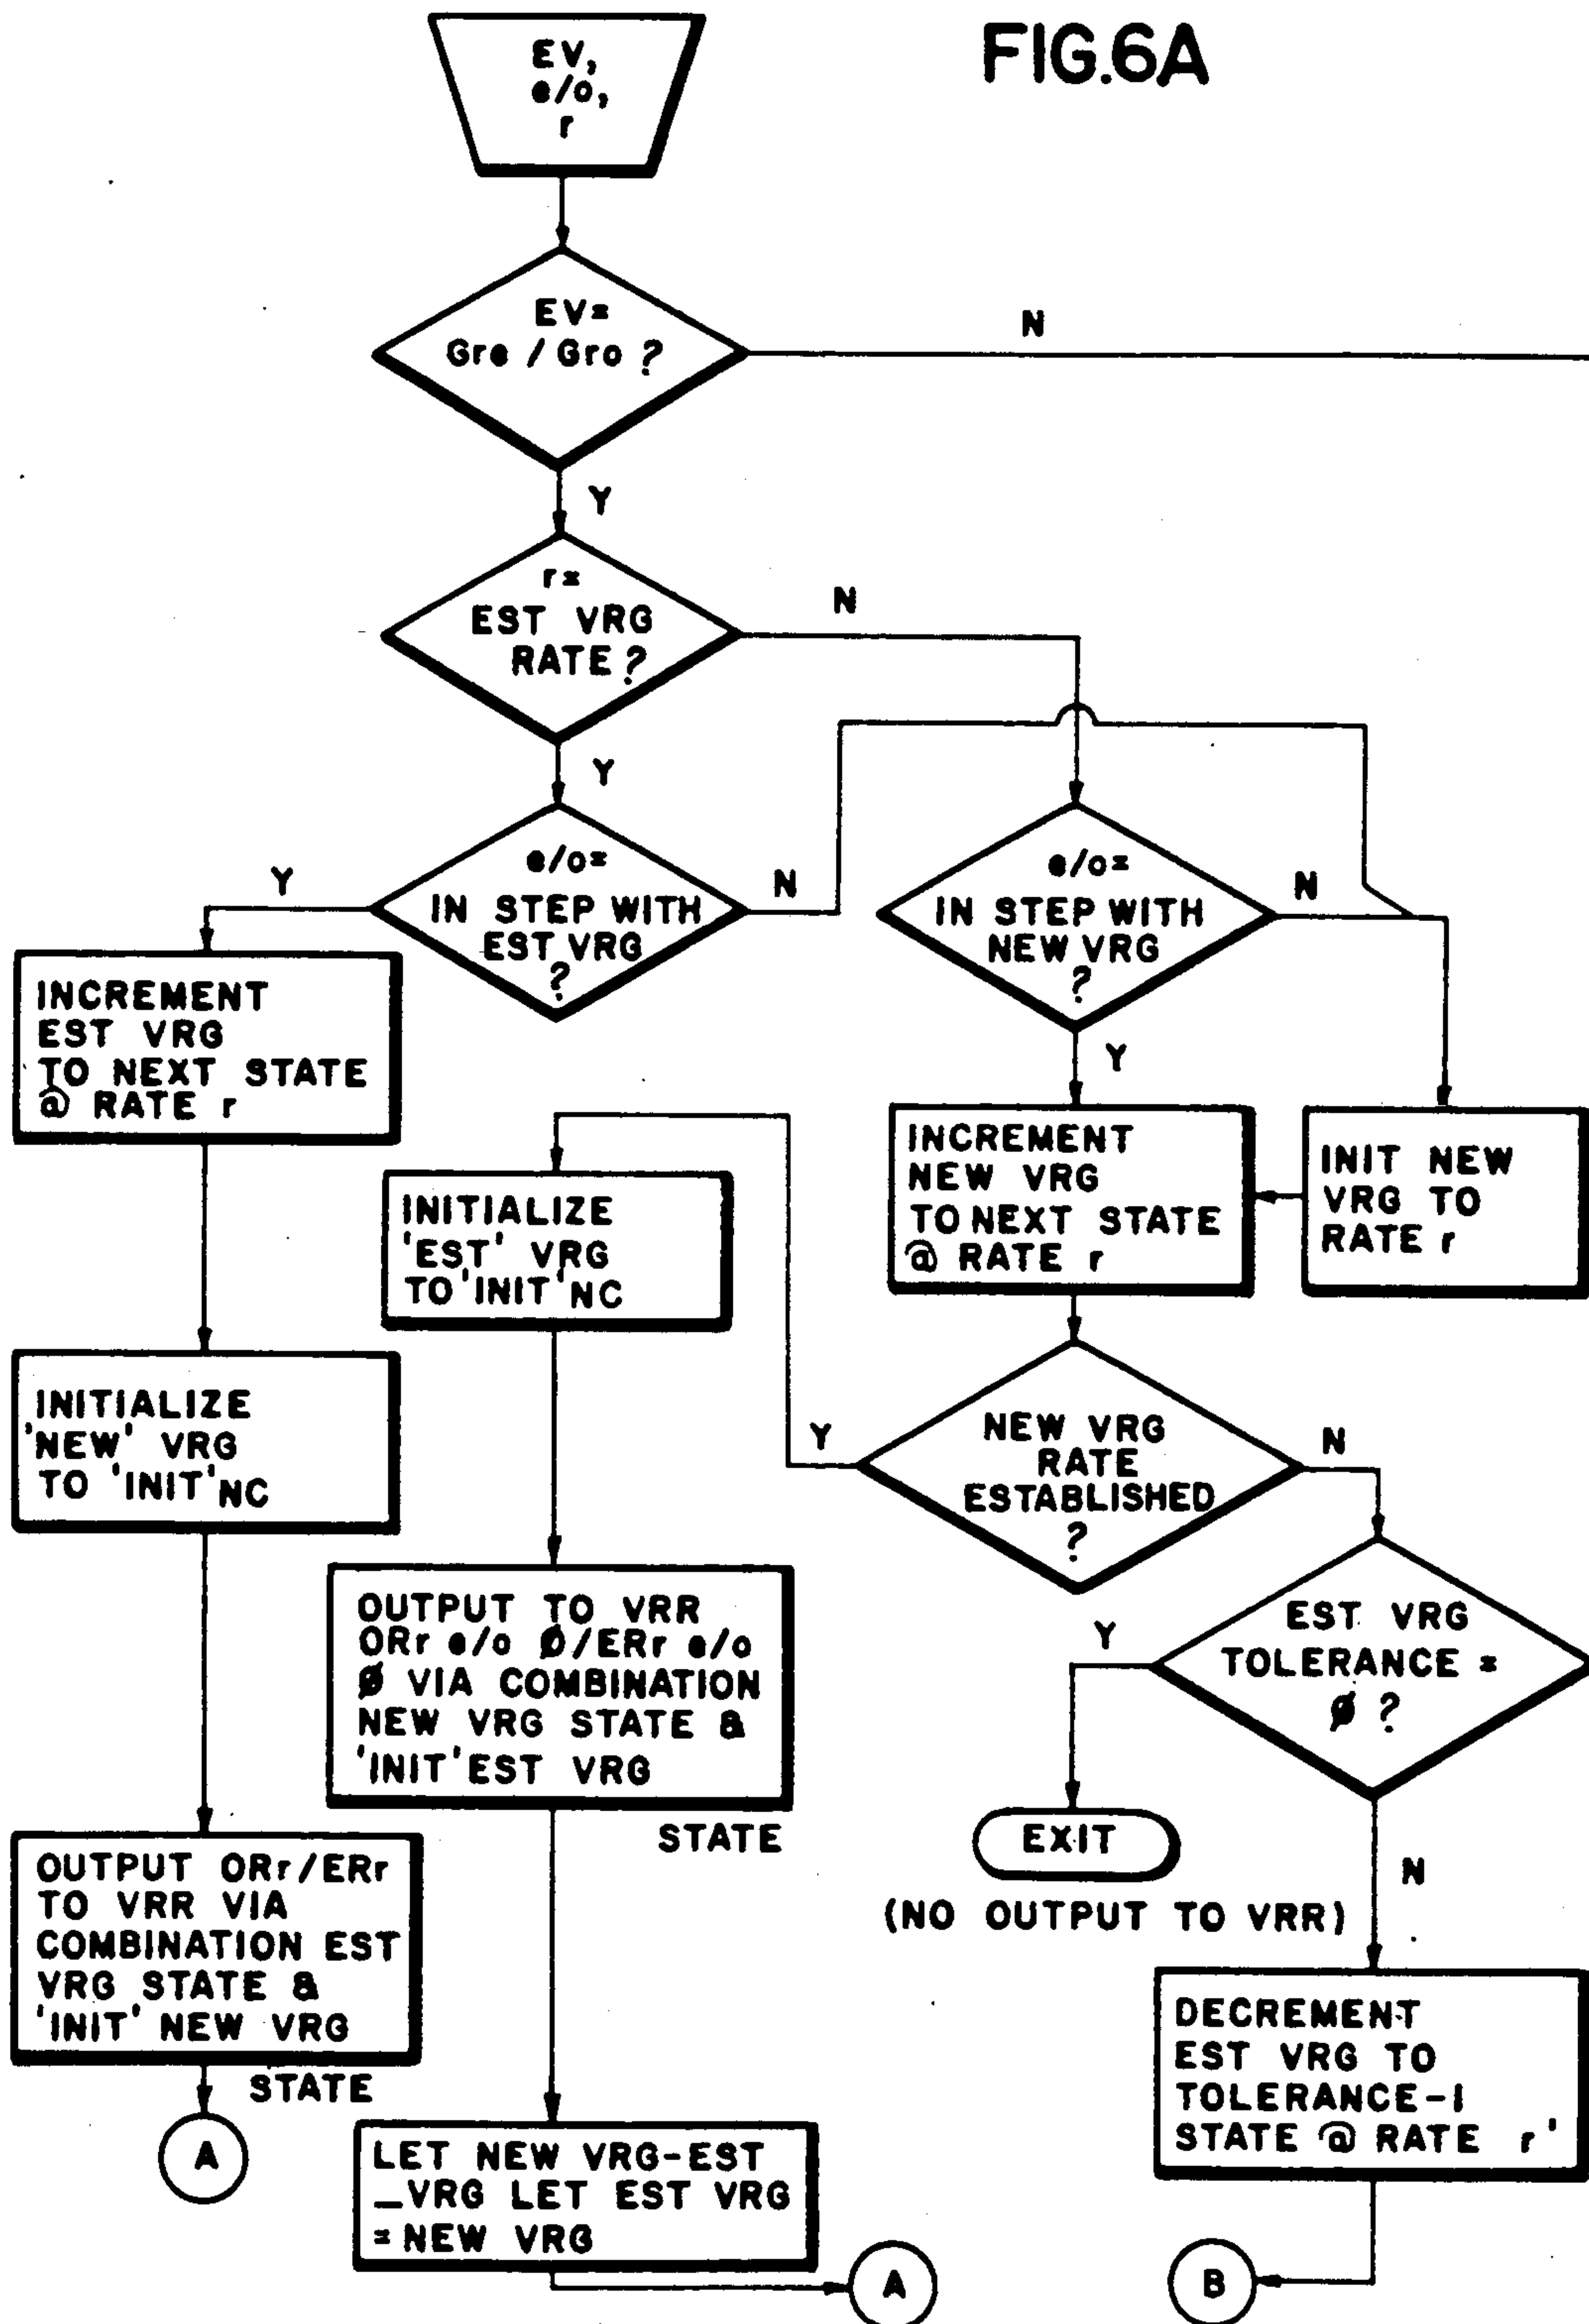 FIG.6A
EV,
e/o,
r
EV=
Gre / Gro ?
N
Y
r=
EST VRG
RATE ?
N
Y
e/o=
IN STEP WITH
EST VRG
?
Y
N
e/o=
IN STEP WITH
NEW VRG
?
N
Y
INCREMENT
EST VRG
TO NEXT STATE
@ RATE r
INCREMENT
NEW VRG
TO NEXT STATE
@ RATE r
INIT NEW
VRG TO
RATE r
INITIALIZE
'EST' VRG
TO 'INIT' NC
INITIALIZE
'NEW' VRG
TO 'INIT' NC
NEW VRG
RATE
ESTABLISHED
?
Y
N
OUTPUT TO VRR
ORr e/o Ø/ERr e/o
Ø VIA COMBINATION
NEW VRG STATE &
'INIT' EST VRG
STATE
EST VRG
TOLERANCE =
Ø ?
Y
N
EXIT
(NO OUTPUT TO VRR)
OUTPUT ORr/ERr
TO VRR VIA
COMBINATION EST
VRG STATE &
'INIT' NEW VRG
STATE
A
DECREMENT
EST VRG TO
TOLERANCE-1
STATE @ RATE r'
LET NEW VRG-EST
_VRG LET EST VRG
= NEW VRG
A
B